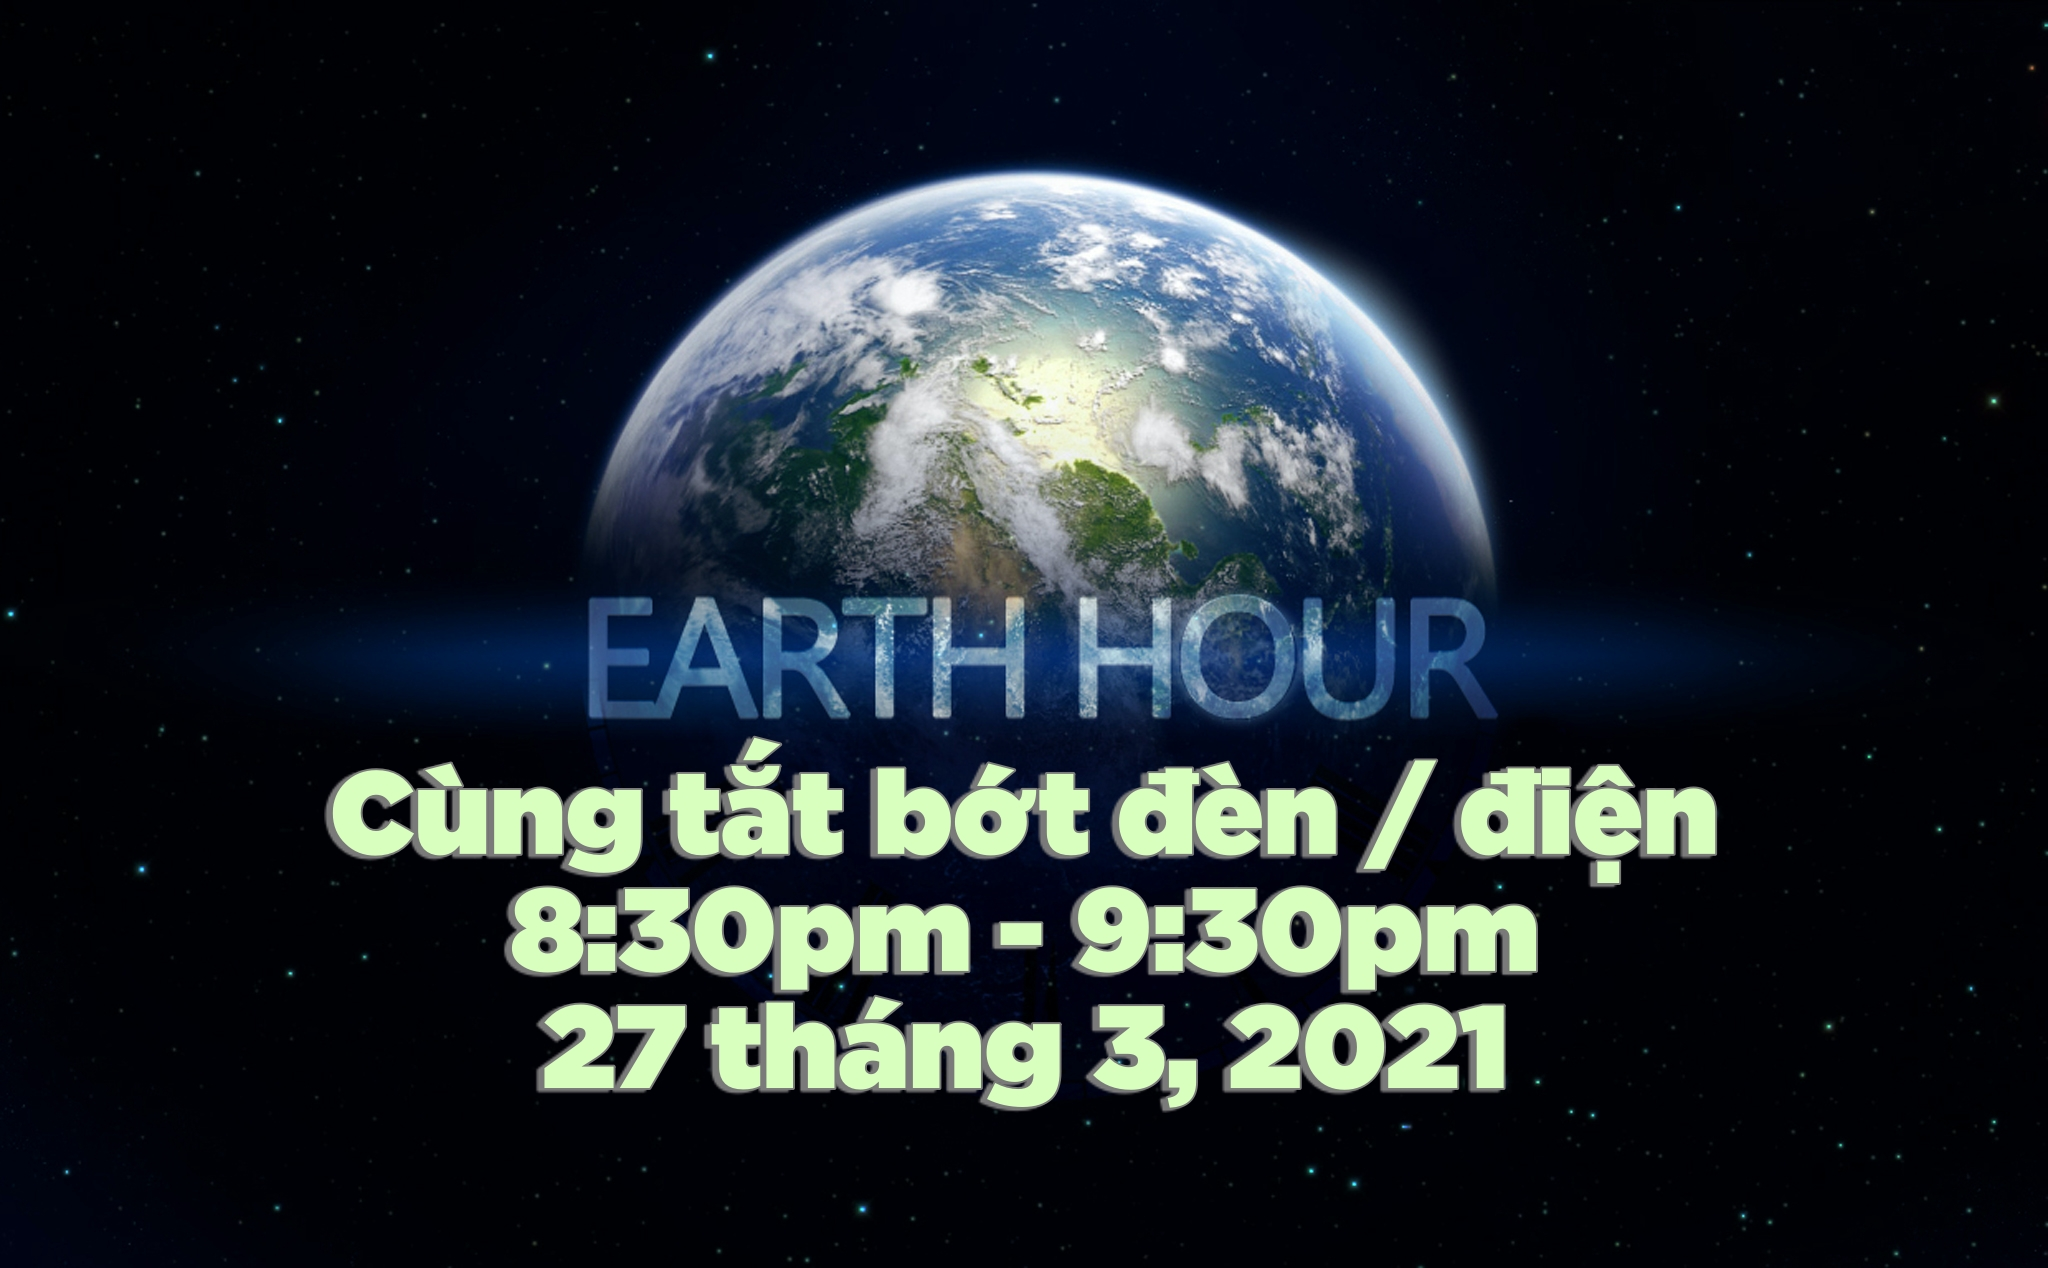 EARTH HOUR
Cùng tắt bớt đèn / điện
8:30pm - 9:30pm
27 tháng 3, 2021